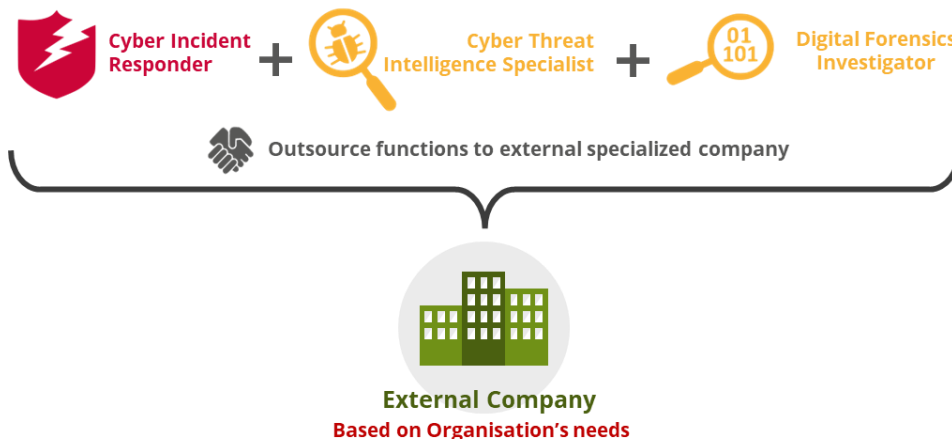 Cyber Incident
Responder
+
Cyber Threat
Intelligence Specialist
+
01
101
Digital Forensics
Investigator
Outsource functions to external specialized company
External Company
Based on Organisation's needs